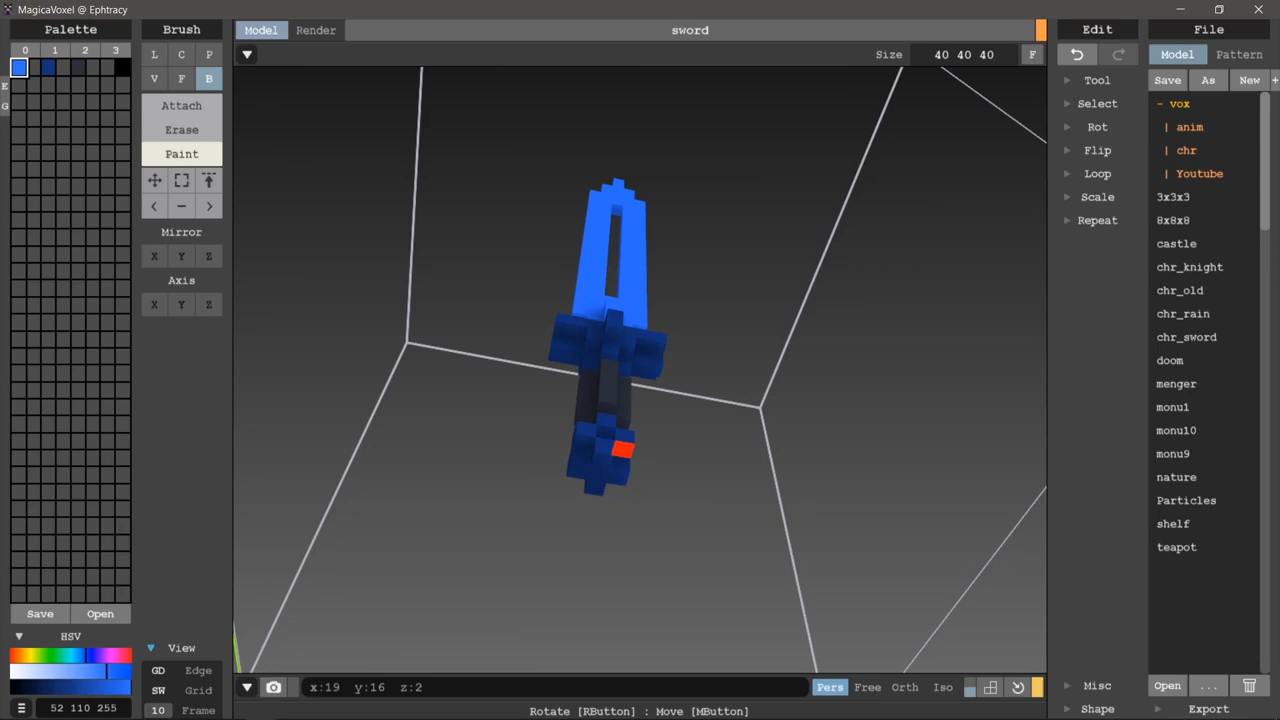 MagicaVoxel @ Ephtracy
Palette
Brush
Model
Render
sword
Edit
File
0 1 2 3
L C P
Size 40 40 40 F
Model
Pattern
V F B
Tool
Save
As
New
+
E
G
Attach
Select
- vox
Erase
Rot
| anim
Paint
Flip
| chr
Loop
| Youtube
Scale
3x3x3
Repeat
8x8x8
Mirror
castle
X Y Z
chr_knight
Axis
chr_old
X Y Z
chr_rain
chr_sword
doom
menger
monu1
monu10
monu9
nature
Particles
shelf
teapot
Save
Open
HSV
View
GD Edge
SW Grid
10 Frame
52 110 255
x:19 y:16 z:2
Pers
Free
Orth
Iso
Misc
Open
...
Shape
Export
Rotate [RButton] : Move [MButton]